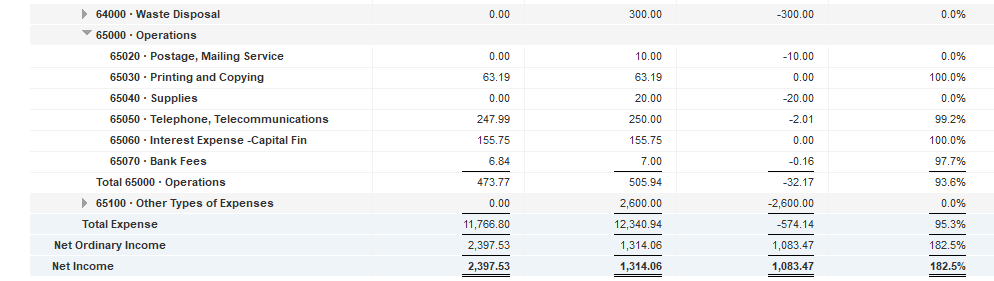 64000 · Waste Disposal 0.00 300.00 -300.00 0.0%
65000 · Operations
65020 · Postage, Mailing Service 0.00 10.00 -10.00 0.0%
65030 · Printing and Copying 63.19 63.19 0.00 100.0%
65040 · Supplies 0.00 20.00 -20.00 0.0%
65050 · Telephone, Telecommunications 247.99 250.00 -2.01 99.2%
65060 · Interest Expense -Capital Fin 155.75 155.75 0.00 100.0%
65070 · Bank Fees 6.84 7.00 -0.16 97.7%
Total 65000 · Operations 473.77 505.94 -32.17 93.6%
65100 · Other Types of Expenses 0.00 2,600.00 -2,600.00 0.0%
Total Expense 11,766.80 12,340.94 -574.14 95.3%
Net Ordinary Income 2,397.53 1,314.06 1,083.47 182.5%
Net Income 2,397.53 1,314.06 1,083.47 182.5%